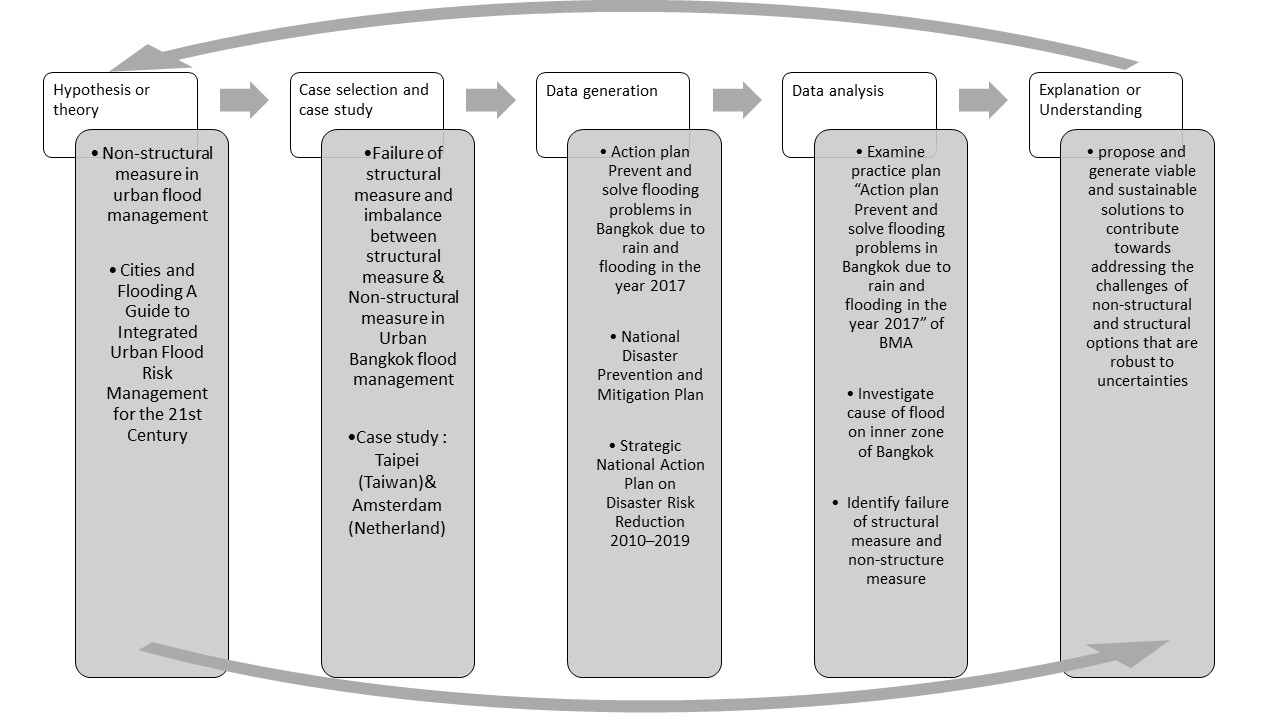 Hypothesis or
theory
• Non-structural
measure in
urban flood
management
• Cities and
Flooding A
Guide to
Integrated
Urban Flood
Risk
Management
for the 21st
Century
Case selection and
case study
•Failure of
structural
measure and
imbalance
between
structural
measure &
Non-structural
measure in
Urban
Bangkok flood
management
•Case study :
Taipei
(Taiwan)&
Amsterdam
(Netherland)
Data generation
• Action plan
Prevent and
solve flooding
problems in
Bangkok due to
rain and
flooding in the
year 2017
• National
Disaster
Prevention and
Mitigation Plan
• Strategic
National Action
Plan on
Disaster Risk
Reduction
2010–2019
Data analysis
• Examine
practice plan
“Action plan
Prevent and
solve flooding
problems in
Bangkok due to
rain and
flooding in the
year 2017” of
BMA
• Investigate
cause of flood
on inner zone
of Bangkok
• Identify failure
of structural
measure and
non-structure
measure
Explanation or
Understanding
• propose and
generate viable
and sustainable
solutions to
contribute
towards
addressing the
challenges of
non-structural
and structural
options that are
robust to
uncertainties